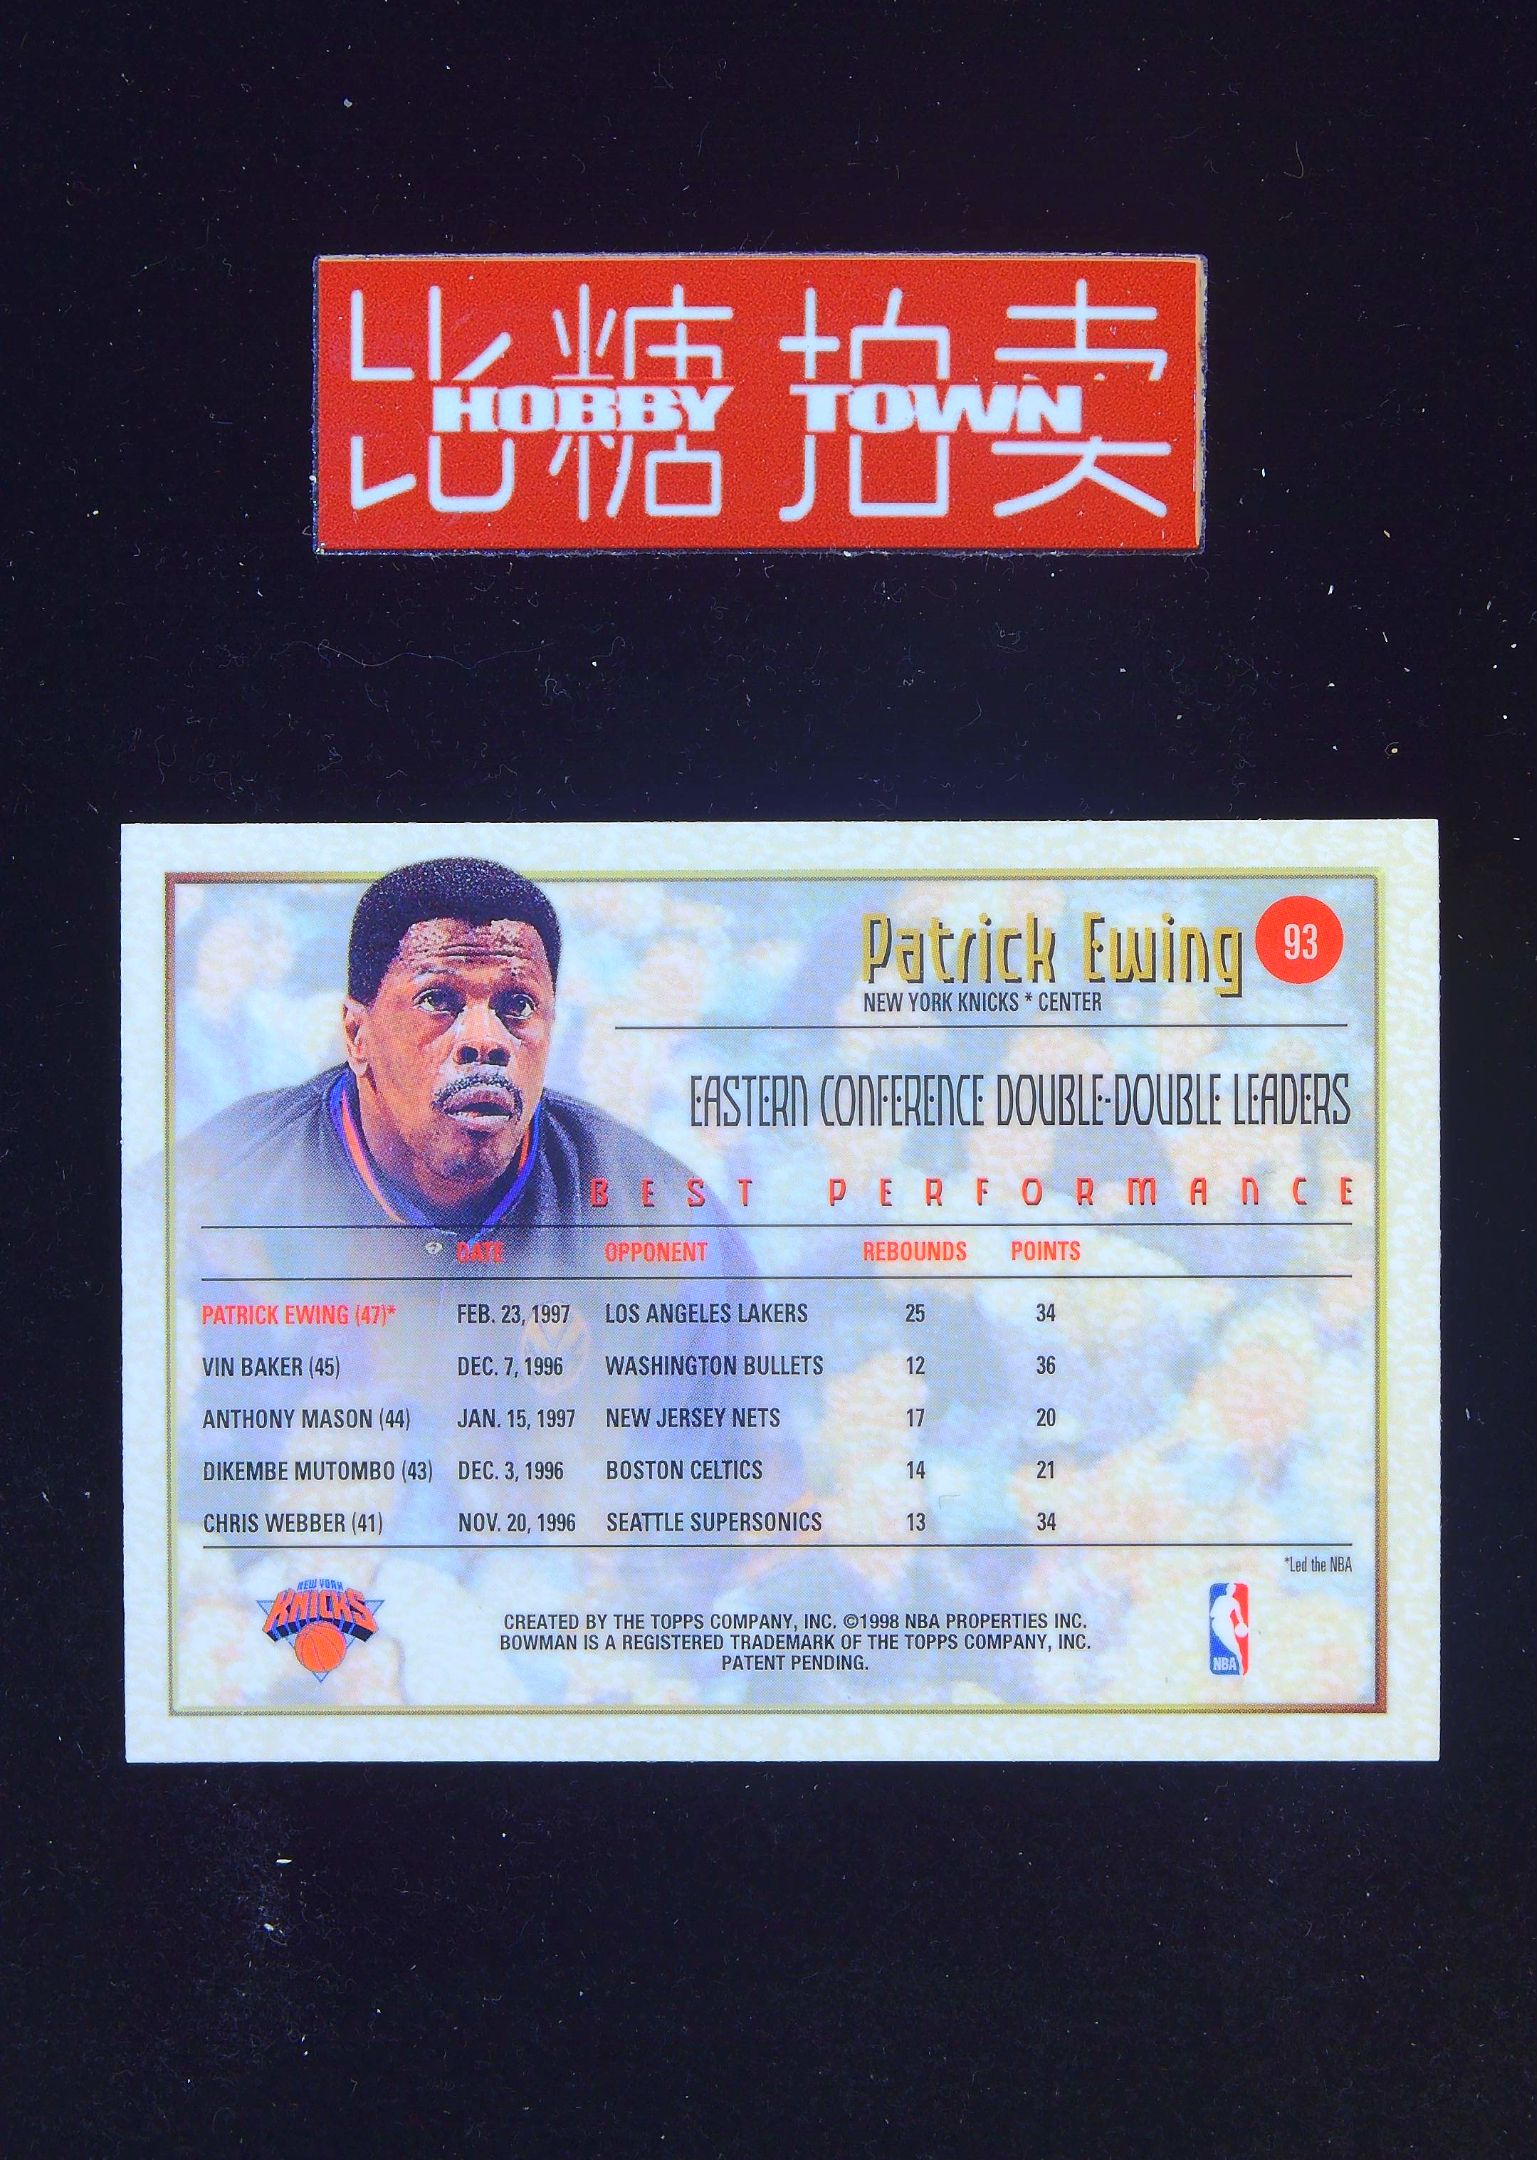 比糖拍卖
HOBBY TOWN
Patrick Ewing 93
NEW YORK KNICKS * CENTER
EASTERN CONFERENCE DOUBLE-DOUBLE LEADERS
BEST PERFORMANCE
DATE OPPONENT REBOUNDS POINTS
PATRICK EWING (47)* FEB. 23, 1997 LOS ANGELES LAKERS 25 34
VIN BAKER (45) DEC. 7, 1996 WASHINGTON BULLETS 12 36
ANTHONY MASON (44) JAN. 15, 1997 NEW JERSEY NETS 17 20
DIKEMBE MUTOMBO (43) DEC. 3, 1996 BOSTON CELTICS 14 21
CHRIS WEBBER (41) NOV. 20, 1996 SEATTLE SUPERSONICS 13 34
*Led the NBA
NEW YORK
KNICKS
CREATED BY THE TOPPS COMPANY, INC. ©1998 NBA PROPERTIES INC.
BOWMAN IS A REGISTERED TRADEMARK OF THE TOPPS COMPANY, INC.
PATENT PENDING.
NBA